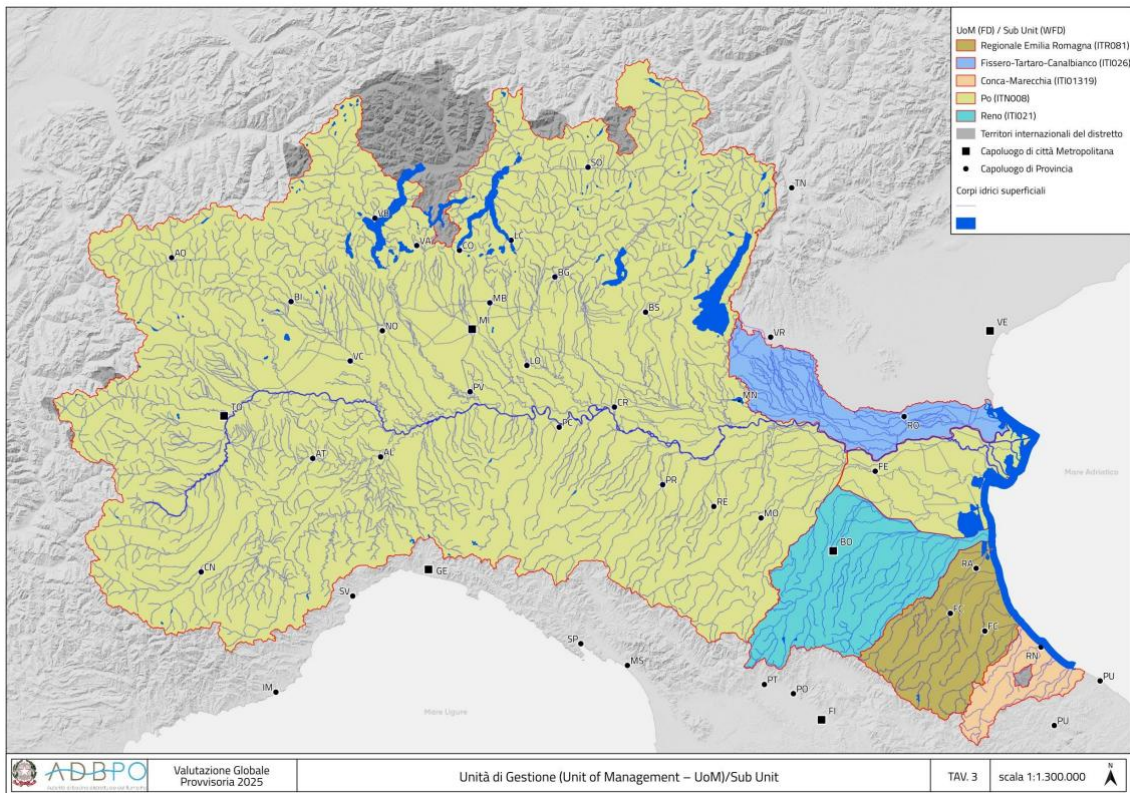 UoM (FD) / Sub Unit (WFD)
Regionale Emilia Romagna (ITR081)
Fissero-Tartaro-Canalbianco (ITI026)
Conca-Marecchia (ITI01319)
Po (ITN008)
Reno (ITI021)
Territori internazionali del distretto
Capoluogo di città Metropolitana
Capoluogo di Provincia
Corpi idrici superficiali
SO
TN
VB
VA
CO
LC
AO
BG
BI
MB
BS
NO
MI
VR
VE
VC
LO
PV
MN
CR
TO
PC
RO
AT
AL
FE
PR
RE
MO
Mare Adriatico
BO
GE
CN
RA
SV
FC
FC
SP
RN
MS
PU
IM
PT
PO
Mare Ligure
FI
PU
ADBPO
Valutazione Globale
Provvisoria 2025
Unità di Gestione (Unit of Management – UoM)/Sub Unit
TAV. 3
scala 1:1.300.000
N